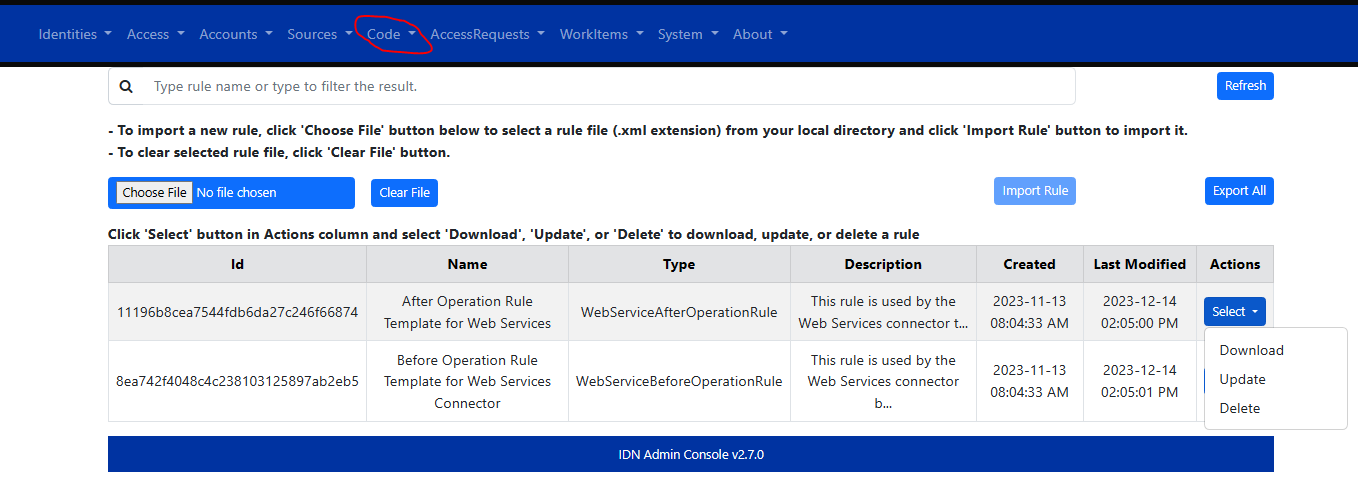 Identities Access Accounts Sources Code AccessRequests WorkItems System About
Type rule name or type to filter the result.
Refresh
- To import a new rule, click 'Choose File' button below to select a rule file (.xml extension) from your local directory and click 'Import Rule' button to import it.
- To clear selected rule file, click 'Clear File' button.
Choose File No file chosen Clear File Import Rule Export All
Click 'Select' button in Actions column and select 'Download', 'Update', or 'Delete' to download, update, or delete a rule
Id Name Type Description Created Last Modified Actions
11196b8cea7544fdb6da27c246f66874
After Operation Rule
Template for Web Services
WebServiceAfterOperationRule
This rule is used by the
Web Services connector t...
2023-11-13
08:04:33 AM
2023-12-14
02:05:00 PM
Select
Download
Update
Delete
8ea742f4048c4c238103125897ab2eb5
Before Operation Rule
Template for Web Services
Connector
WebServiceBeforeOperationRule
This rule is used by the
Web Services connector
b...
2023-11-13
08:04:33 AM
2023-12-14
02:05:01 PM
IDN Admin Console v2.7.0